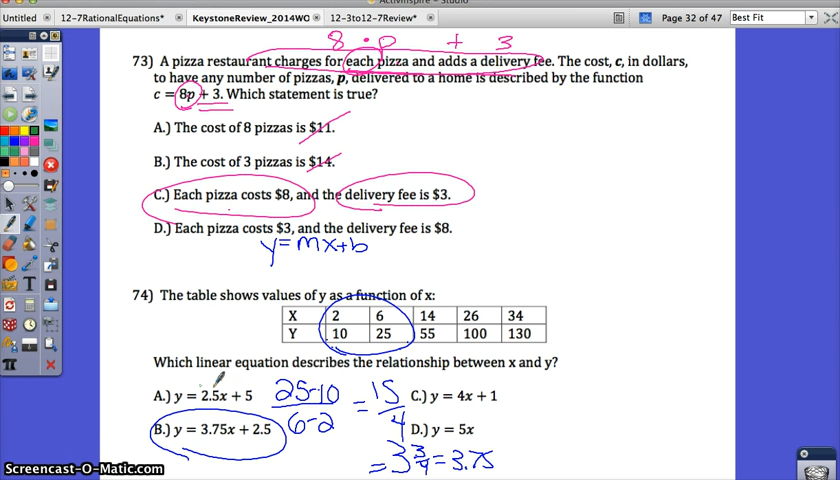 ActivInspire - Studio
Untitled
12-7RationalEquations*
KeystoneReview_2014WO
12-3to12-7Review*
Page 32 of 47
Best Fit
8 · p + 3
73) A pizza restaurant charges for each pizza and adds a delivery fee. The cost, c, in dollars,
to have any number of pizzas, p, delivered to a home is described by the function
c = 8p + 3. Which statement is true?
A.) The cost of 8 pizzas is $11.
B.) The cost of 3 pizzas is $14.
C.) Each pizza costs $8, and the delivery fee is $3.
D.) Each pizza costs $3, and the delivery fee is $8.
y = mx+b
74) The table shows values of y as a function of x:
X 2 6 14 26 34
Y 10 25 55 100 130
Which linear equation describes the relationship between x and y?
A.) y = 2.5x + 5
25-10
6-2
= 15
4
C.) y = 4x + 1
B.) y = 3.75x + 2.5
D.) y = 5x
= 3 3/4 = 3.75
Screencast-O-Matic.com